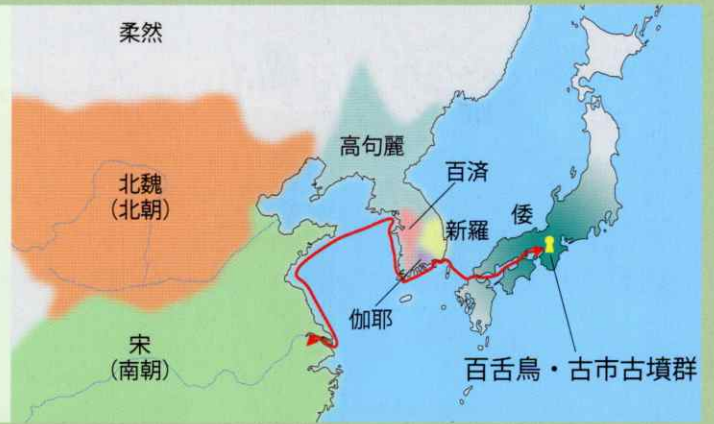 柔然
高句麗
北魏
（北朝）
百済
倭
新羅
伽耶
宋
（南朝）
百舌鳥・古市古墳群